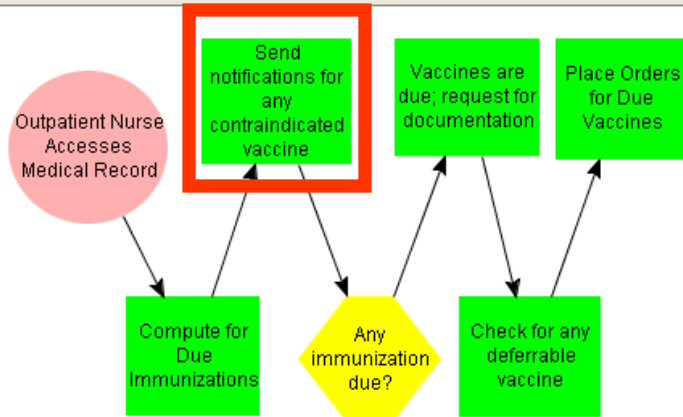 Outpatient Nurse
Accesses
Medical Record
Compute for
Due
Immunizations
Send
notifications for
any
contraindicated
vaccine
Any
immunization
due?
Vaccines are
due; request for
documentation
Check for any
deferrable
vaccine
Place Orders
for Due
Vaccines